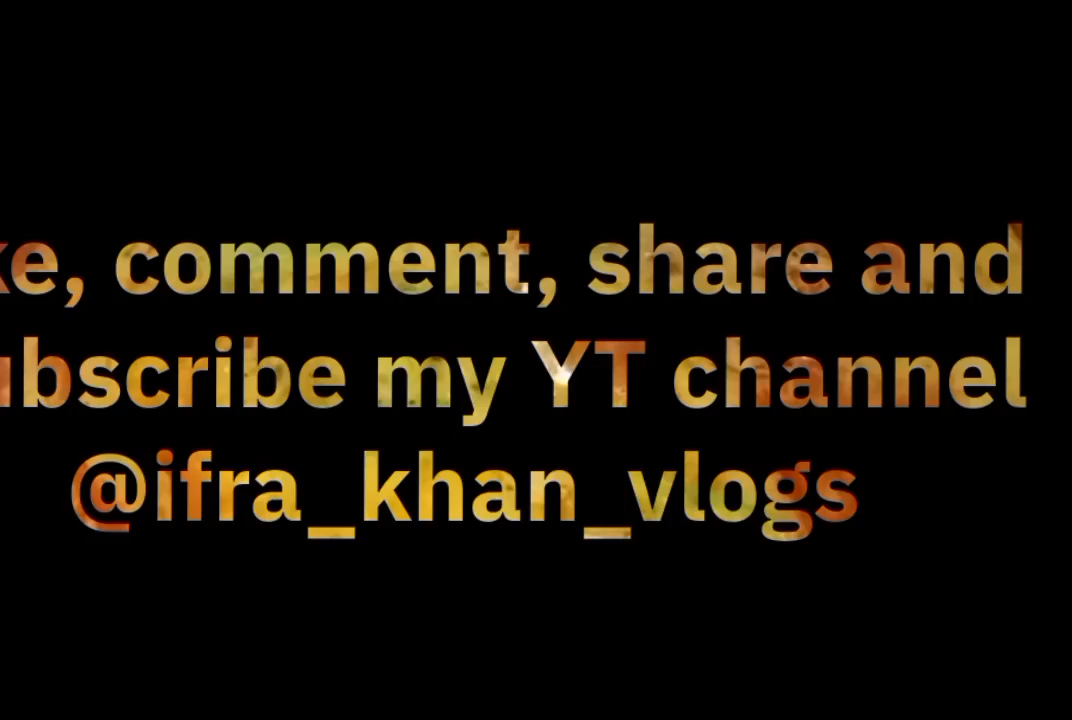 ke, comment, share and
ubscribe my YT channel
@ifra_khan_vlogs